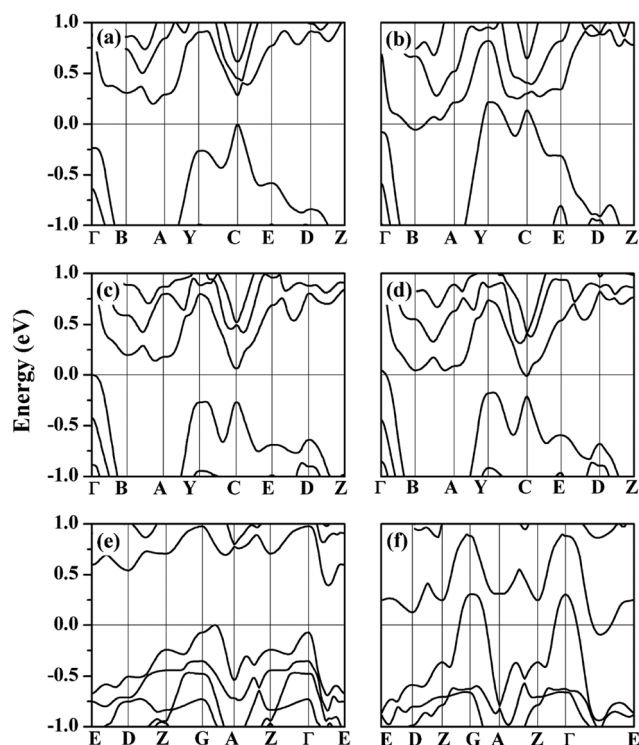 (a) (b)
1.0
0.5
0.0
-0.5
-1.0
Γ B A Y C E D Z Γ B A Y C E D Z
(c) (d)
1.0
0.5
0.0
-0.5
-1.0
Γ B A Y C E D Z Γ B A Y C E D Z
Energy (eV)
(e) (f)
1.0
0.5
0.0
-0.5
-1.0
E D Z G A Z Γ E E D Z G A Z Γ E